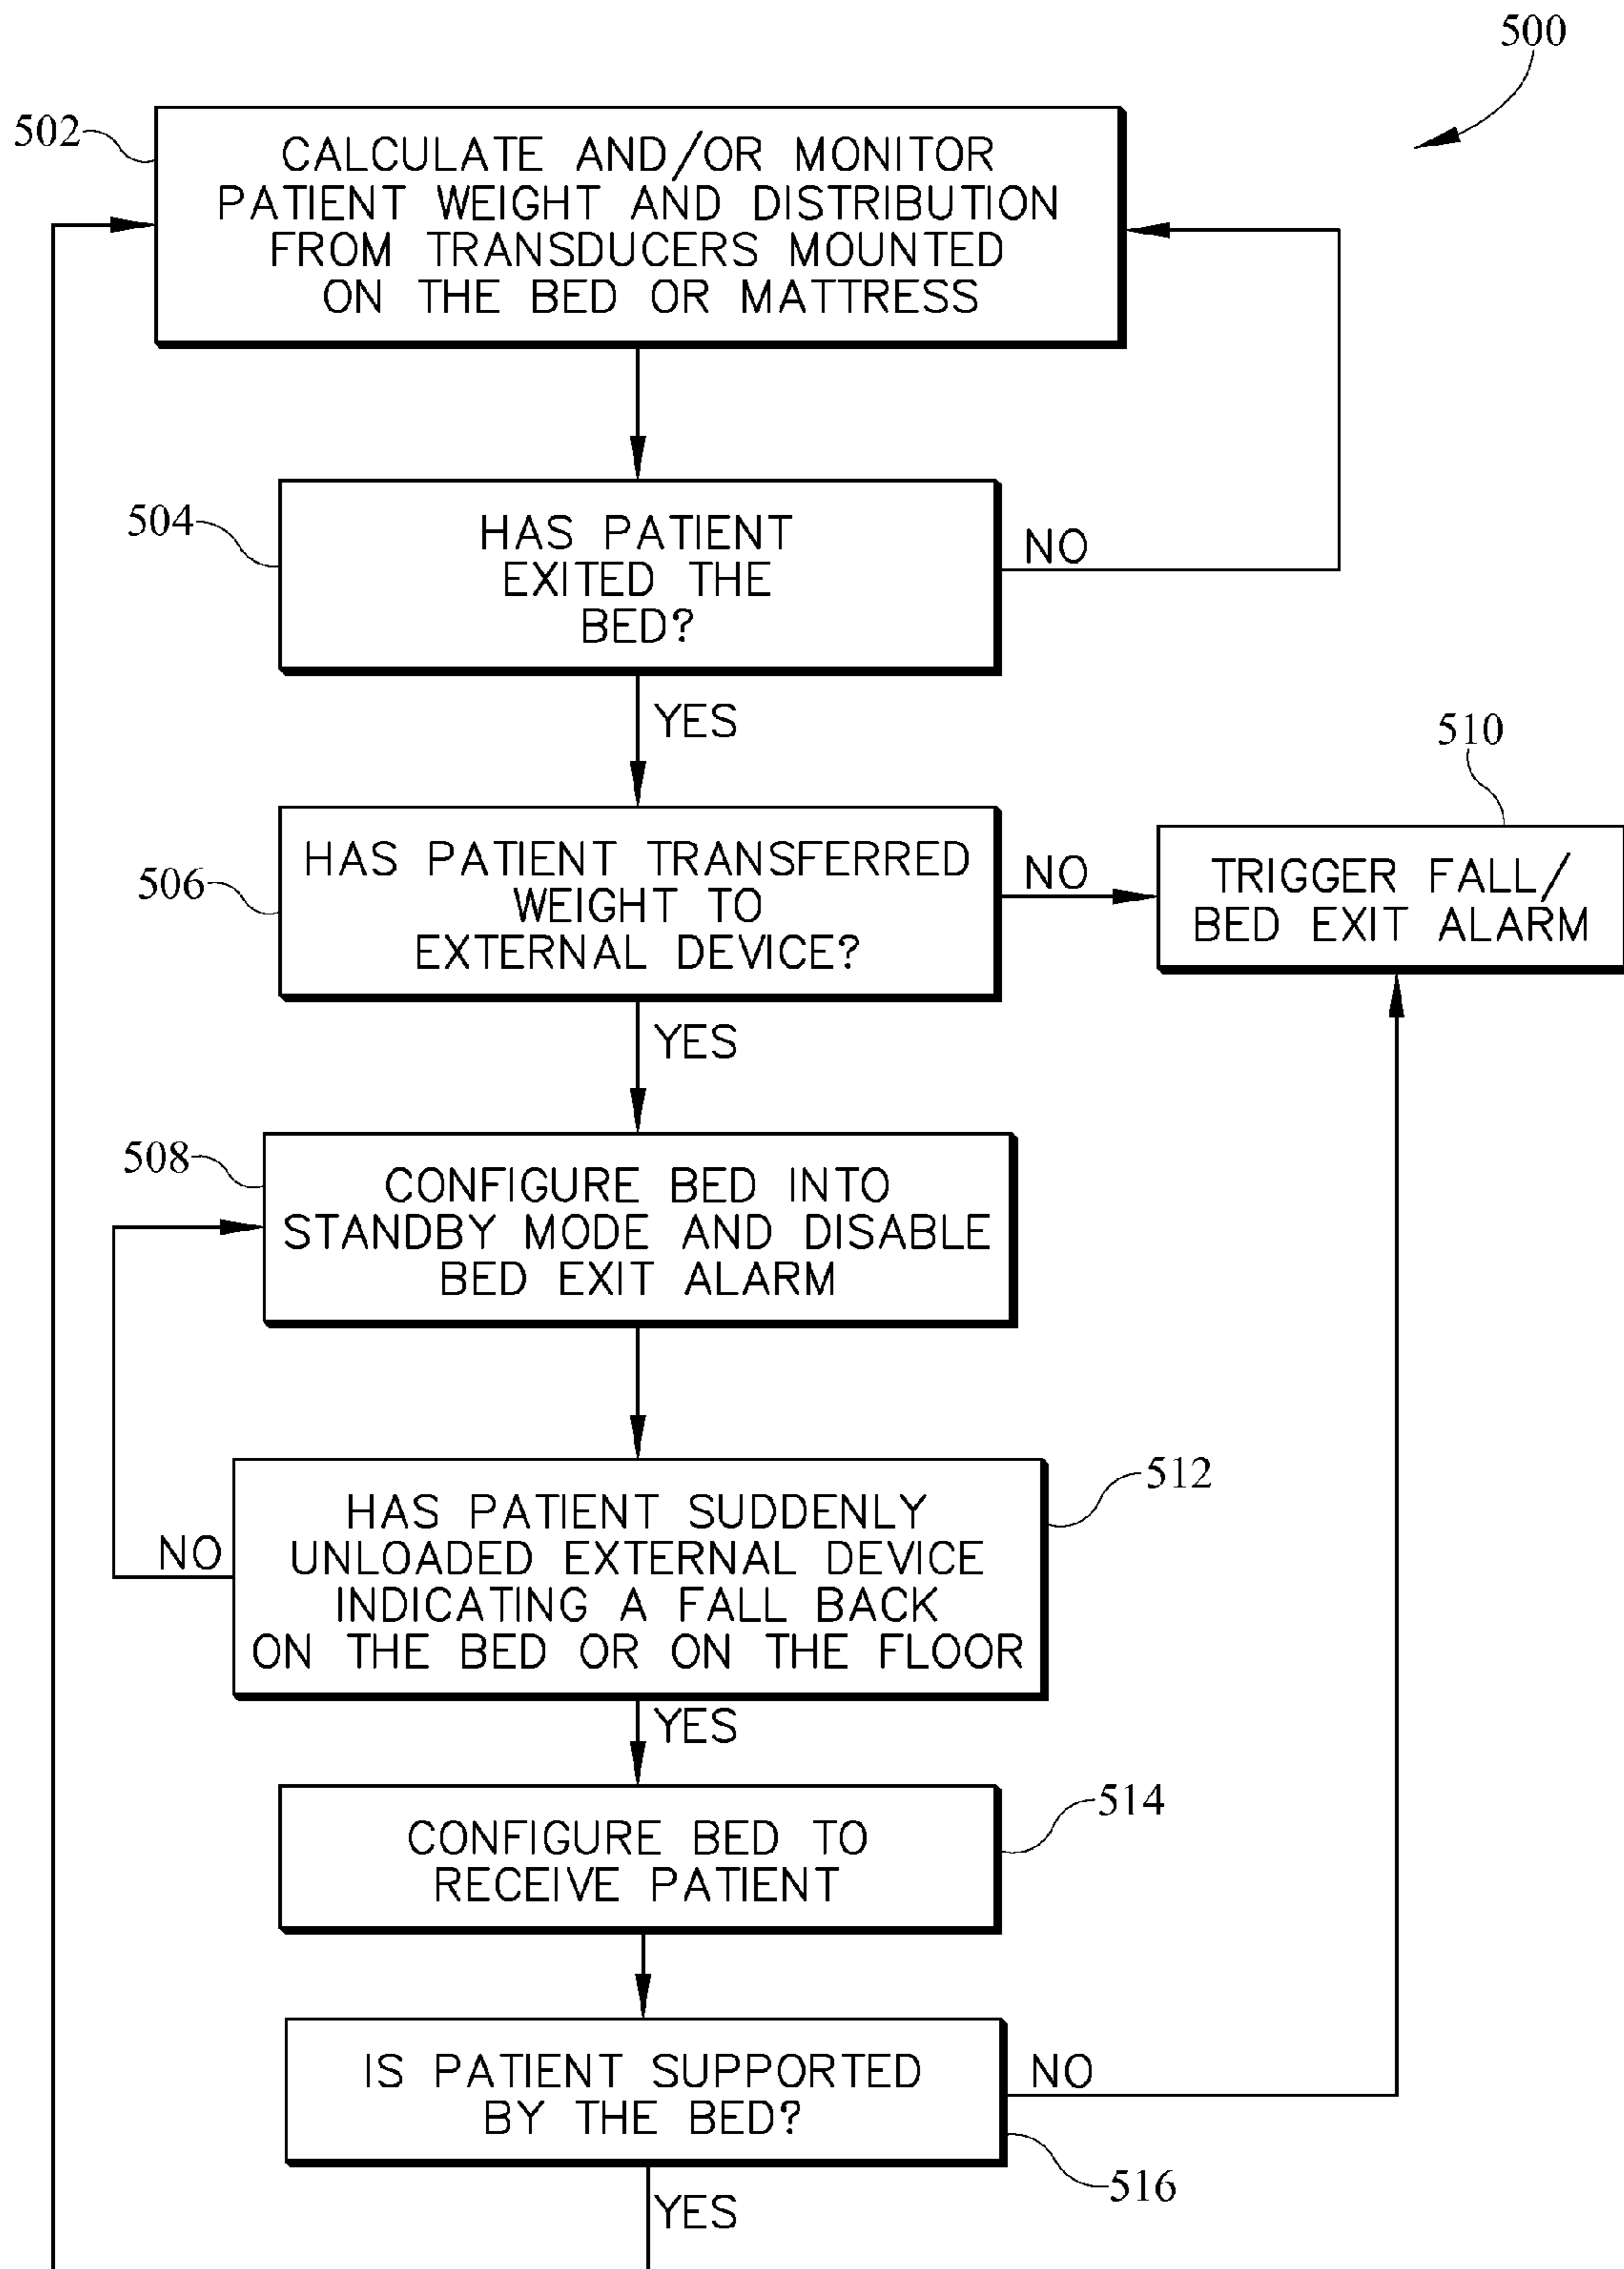 500
502
CALCULATE AND/OR MONITOR
PATIENT WEIGHT AND DISTRIBUTION
FROM TRANSDUCERS MOUNTED
ON THE BED OR MATTRESS
504
HAS PATIENT
EXITED THE
BED?
NO
YES
510
506
HAS PATIENT TRANSFERRED
WEIGHT TO
EXTERNAL DEVICE?
NO
TRIGGER FALL/
BED EXIT ALARM
YES
508
CONFIGURE BED INTO
STANDBY MODE AND DISABLE
BED EXIT ALARM
512
HAS PATIENT SUDDENLY
UNLOADED EXTERNAL DEVICE
INDICATING A FALL BACK
ON THE BED OR ON THE FLOOR
NO
YES
514
CONFIGURE BED TO
RECEIVE PATIENT
IS PATIENT SUPPORTED
BY THE BED?
NO
516
YES